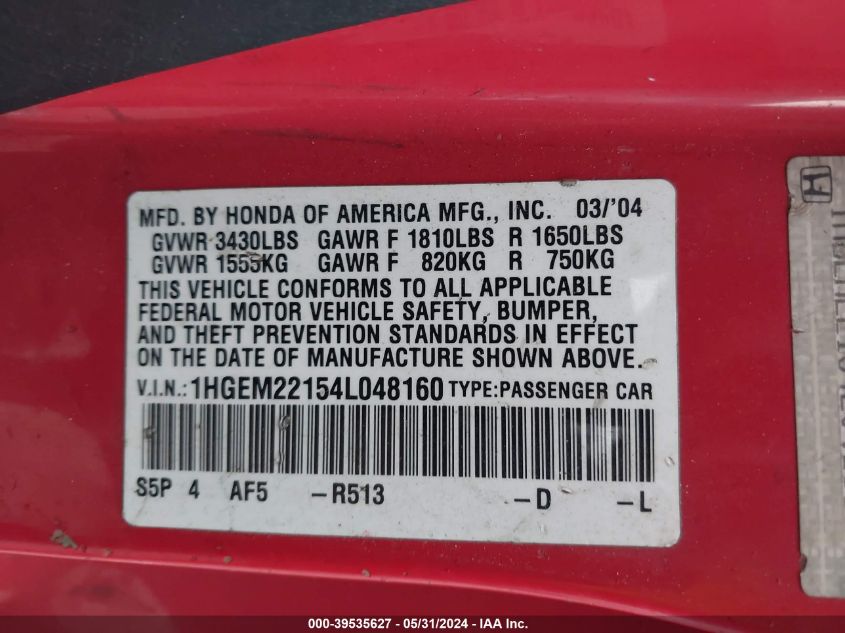 MFD. BY HONDA OF AMERICA MFG., INC. 03/'04
GVWR 3430LBS GAWR F 1810LBS R 1650LBS
GVWR 1555KG GAWR F 820KG R 750KG
THIS VEHICLE CONFORMS TO ALL APPLICABLE
FEDERAL MOTOR VEHICLE SAFETY, BUMPER,
AND THEFT PREVENTION STANDARDS IN EFFECT
ON THE DATE OF MANUFACTURE SHOWN ABOVE.
V.I.N.:1HGEM22154L048160 TYPE:PASSENGER CAR
S5P 4 AF5 -R513 -D -L
000-39535627 - 05/31/2024 - IAA Inc.